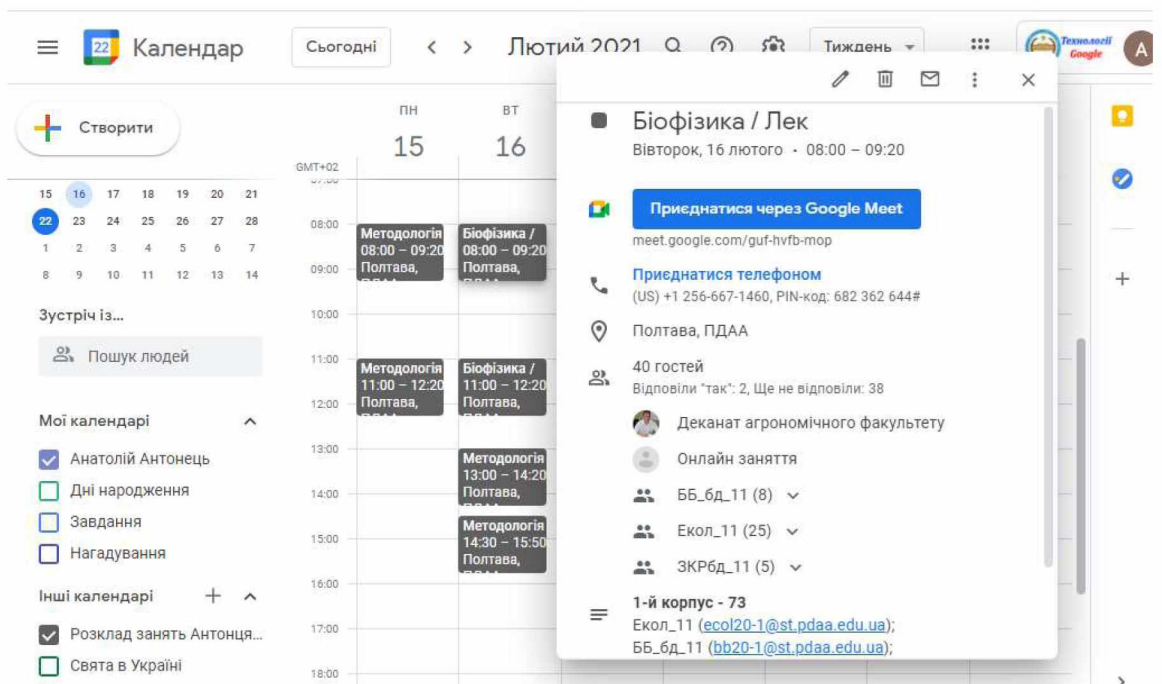 Календар
Сьогодні
Лютий 2021
Тиждень
Технології
Google
А
Створити
GMT+02
ПН
15
ВТ
16
15 16 17 18 19 20 21
22 23 24 25 26 27 28
1 2 3 4 5 6 7
8 9 10 11 12 13 14
Зустріч із...
Пошук людей
Мої календарі
Анатолій Антонець
Дні народження
Завдання
Нагадування
Інші календарі
Розклад занять Антонця...
Свята в Україні
08:00
09:00
10:00
11:00
12:00
13:00
14:00
15:00
16:00
17:00
18:00
Методологія
08:00 – 09:20
Полтава,
Методологія
11:00 – 12:20
Полтава,
Біофізика /
08:00 – 09:20
Полтава,
Біофізика /
11:00 – 12:20
Полтава,
Методологія
13:00 – 14:20
Полтава,
Методологія
14:30 – 15:50
Полтава,
Біофізика / Лек
Вівторок, 16 лютого · 08:00 – 09:20
Приєднатися через Google Meet
meet.google.com/guf-hvfb-mop
Приєднатися телефоном
(US) +1 256-667-1460, PIN-код: 682 362 644#
Полтава, ПДАА
40 гостей
Відповіли "так": 2, Ще не відповіли: 38
Деканат агрономічного факультету
Онлайн заняття
ББ_бд_11 (8)
Екол_11 (25)
ЗКРбд_11 (5)
1-й корпус - 73
Екол_11 (ecol20-1@st.pdaa.edu.ua);
ББ_бд_11 (bb20-1@st.pdaa.edu.ua);